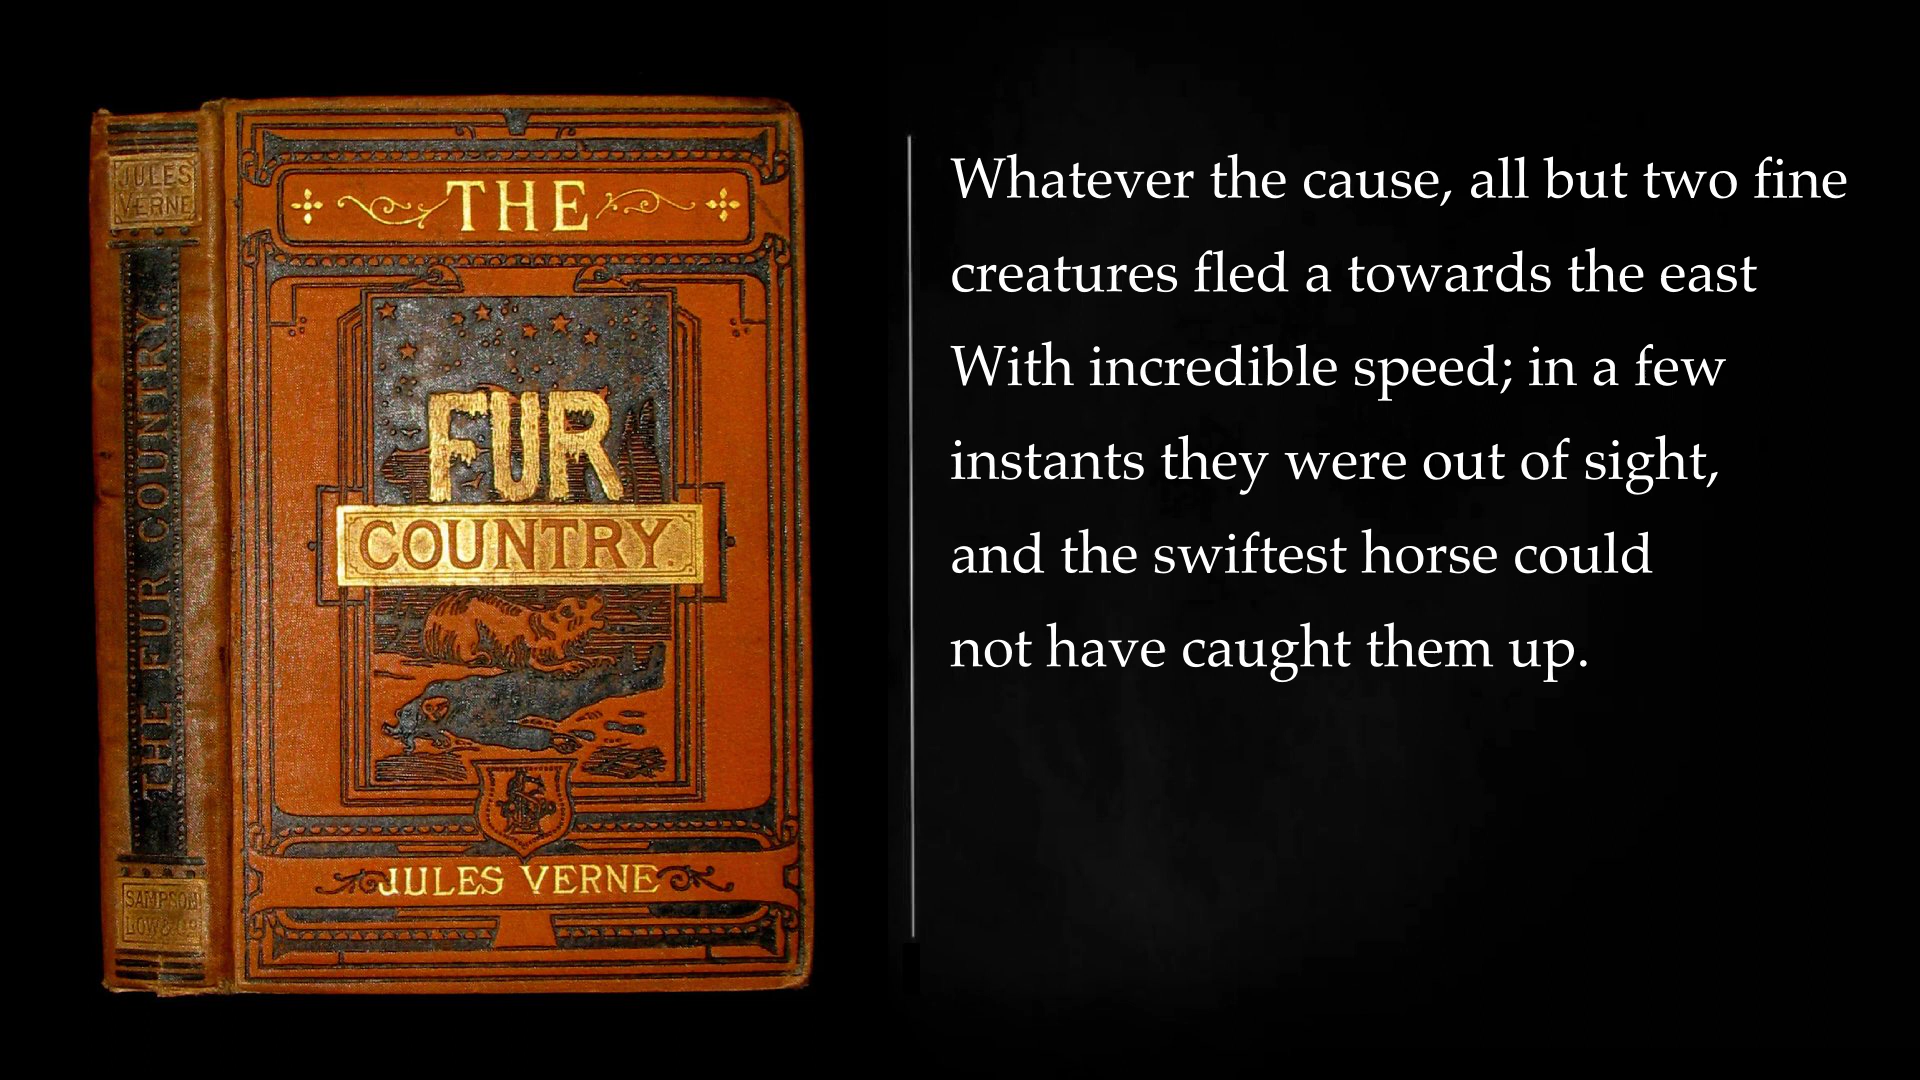 JULES
VERNE
THE FUR COUNTRY.
SAMPSON
LOW & Co
THE
FUR
COUNTRY.
JULES VERNE
Whatever the cause, all but two fine
creatures fled a towards the east
With incredible speed; in a few
instants they were out of sight,
and the swiftest horse could
not have caught them up.